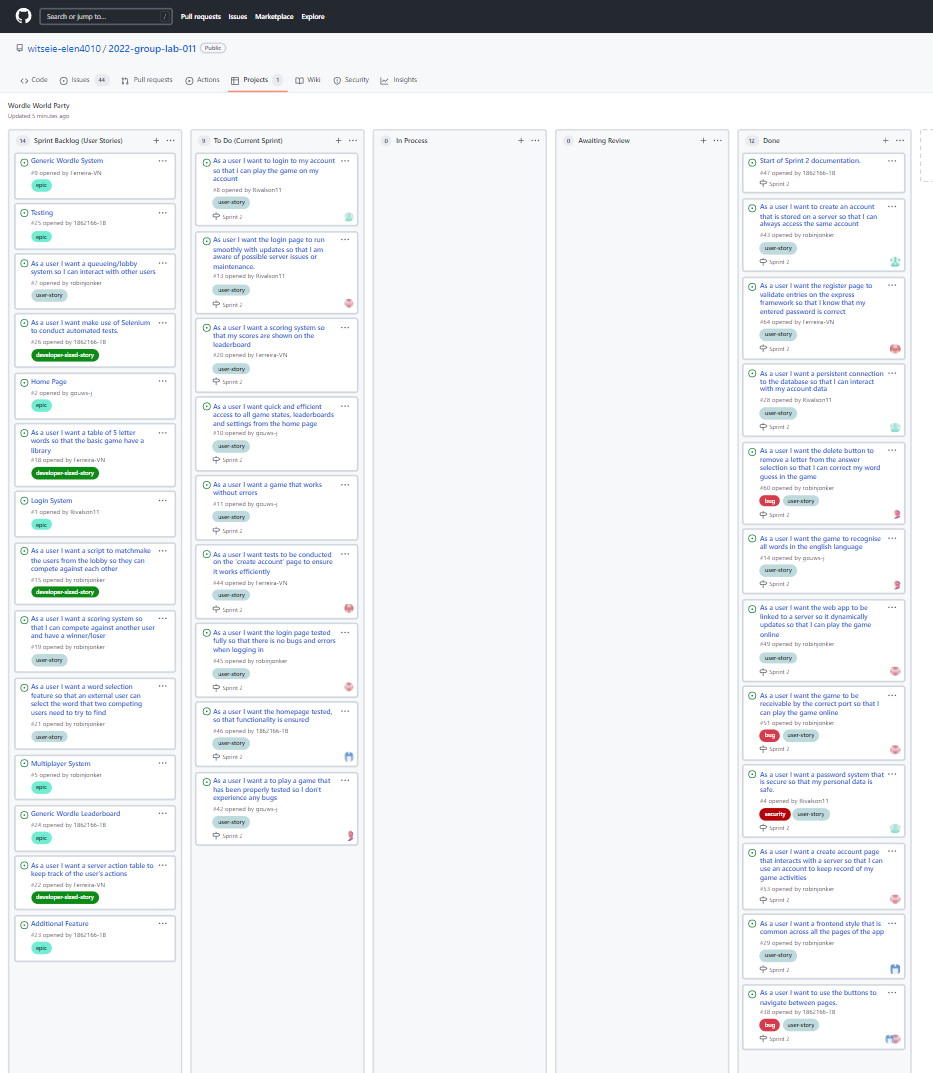 Search or jump to... /
Pull requests Issues Marketplace Explore
witseie-elen4010 / 2022-group-lab-011 Public
Code
Issues 44
Pull requests
Actions
Projects 1
Wiki
Security
Insights
Wordle World Party
Updated 5 minutes ago
14 Sprint Backlog (User Stories)
Generic Wordle System
#9 opened by Ferreira-VN
epic
Testing
#25 opened by 1862166-1B
epic
As a user I want a queueing/lobby
system so I can interact with other users
#7 opened by robinjonker
user-story
As a user I want make use of Selenium
to conduct automated tests.
#26 opened by 1862166-1B
developer-sized-story
Home Page
#2 opened by gouws-j
epic
As a user I want a table of 5 letter
words so that the basic game have a
library
#18 opened by Ferreira-VN
developer-sized-story
Login System
#1 opened by Rivalson11
epic
As a user I want a script to matchmake
the users from the lobby so they can
compete against each other
#15 opened by robinjonker
developer-sized-story
As a user I want a scoring system so
that I can compete against another user
and have a winner/loser
#19 opened by robinjonker
user-story
As a user I want a word selection
feature so that an external user can
select the word that two competing
users need to try to find
#21 opened by robinjonker
user-story
Multiplayer System
#5 opened by robinjonker
epic
Generic Wordle Leaderboard
#24 opened by 1862166-1B
epic
As a user I want a server action table to
keep track of the user's actions
#22 opened by Ferreira-VN
developer-sized-story
Additional Feature
#23 opened by 1862166-1B
epic
9 To Do (Current Sprint)
As a user I want to login to my account
so that i can play the game on my
account
#8 opened by Rivalson11
user-story
Sprint 2
As user I want the login page to run
smoothly with updates so that I am
aware of possible server issues or
maintenance.
#13 opened by Rivalson11
user-story
Sprint 2
As a user I want a scoring system so
that my scores are shown on the
leaderboard
#20 opened by Ferreira-VN
user-story
Sprint 2
As a user I want quick and efficient
access to all game states, leaderboards
and settings from the home page
#10 opened by gouws-j
user-story
Sprint 2
As a user I want a game that works
without errors
#11 opened by gouws-j
user-story
Sprint 2
As a user I want tests to be conducted
on the 'create account' page to ensure
it works efficiently
#44 opened by Ferreira-VN
user-story
Sprint 2
As a user I want the login page tested
fully so that there is no bugs and errors
when logging in
#45 opened by robinjonker
user-story
Sprint 2
As a user I want the homepage tested,
so that functionality is ensured
#46 opened by 1862166-1B
user-story
Sprint 2
As a user I want a to play a game that
has been properly tested so I don't
experience any bugs
#42 opened by gouws-j
user-story
Sprint 2
0 In Process
0 Awaiting Review
12 Done
Start of Sprint 2 documentation.
#47 opened by 1862166-1B
Sprint 2
As a user I want to create an account
that is stored on a server so that I can
always access the same account
#43 opened by robinjonker
user-story
Sprint 2
As a user I want the register page to
validate entries on the express
framework so that I know that my
entered password is correct
#64 opened by Ferreira-VN
user-story
Sprint 2
As a user I want a persistent connection
to the database so that I can interact
with my account data
#28 opened by Rivalson11
user-story
Sprint 2
As a user I want the delete button to
remove a letter from the answer
selection so that I can correct my word
guess in the game
#60 opened by robinjonker
bug user-story
Sprint 2
As a user I want the game to recognise
all words in the english language
#14 opened by gouws-j
user-story
Sprint 2
As a user I want the web app to be
linked to a server so it dynamically
updates so that I can play the game
online
#49 opened by robinjonker
user-story
Sprint 2
As a user I want the game to be
receivable by the correct port so that I
can play the game online
#51 opened by robinjonker
bug user-story
Sprint 2
As a user I want a password system that
is secure so that my personal data is
safe.
#4 opened by Rivalson11
security user-story
Sprint 2
As a user I want a create account page
that interacts with a server so that I can
use an account to keep record of my
game activities
#53 opened by robinjonker
Sprint 2
As a user I want a frontend style that is
common across all the pages of the app
#29 opened by robinjonker
user-story
Sprint 2
As a user I want to use the buttons to
navigate between pages.
#38 opened by 1862166-1B
bug user-story
Sprint 2